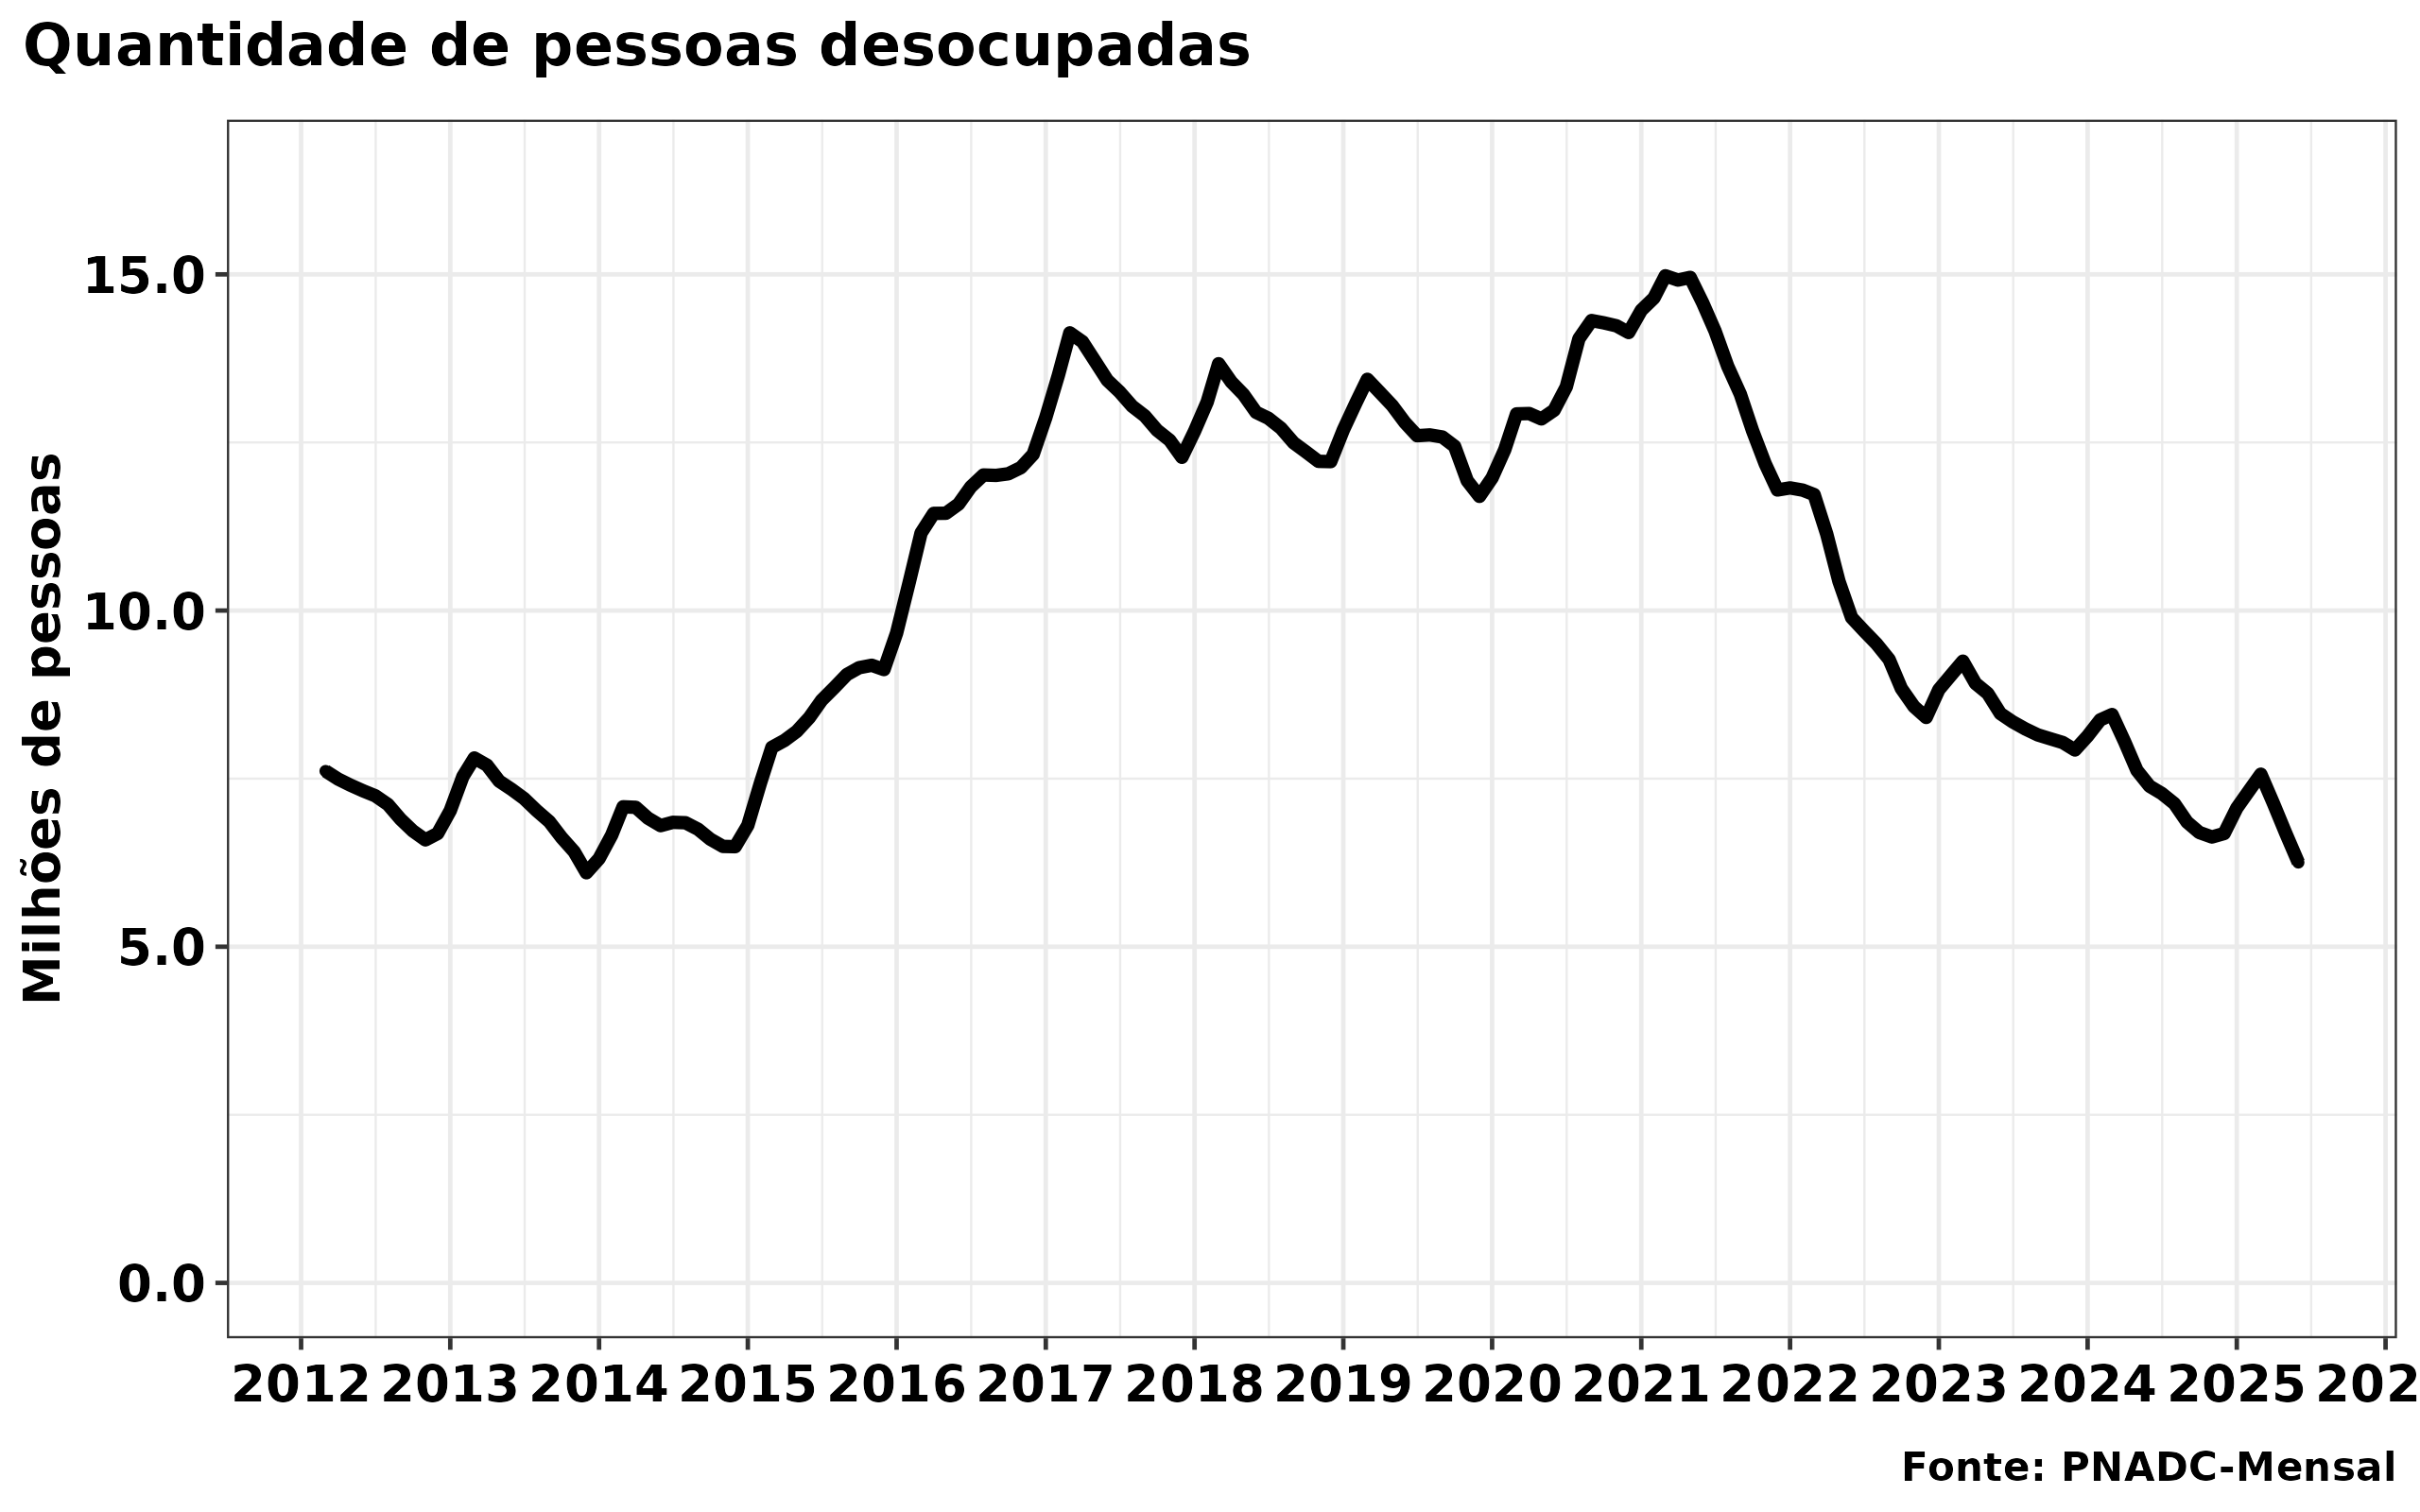 Quantidade de pessoas desocupadas
Milhões de pessoas
15.0
10.0
5.0
0.0
2012 2013 2014 2015 2016 2017 2018 2019 2020 2021 2022 2023 2024 2025 202
Fonte: PNADC-Mensal